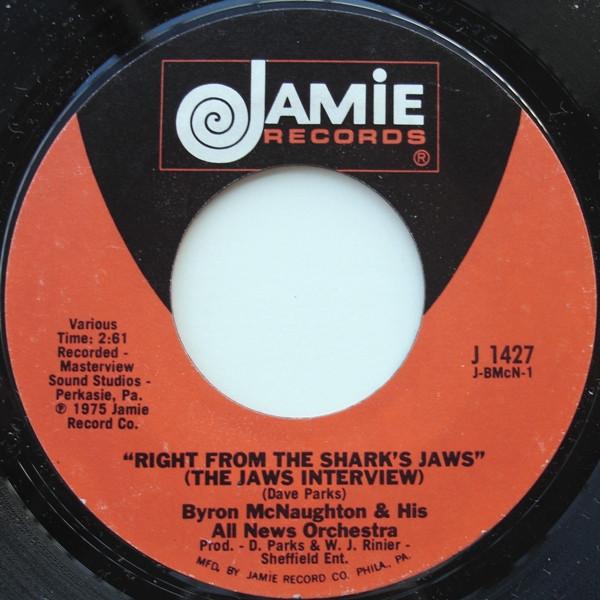 JAMiE
RECORDS
®
Various
Time: 2:61
Recorded -
Masterview
Sound Studios -
Perkasie, Pa.
℗ 1975 Jamie
Record Co.
J 1427
J-BMcN-1
"RIGHT FROM THE SHARK'S JAWS"
(THE JAWS INTERVIEW)
(Dave Parks)
Byron McNaughton & His
All News Orchestra
Prod. - D. Parks & W. J. Rinier -
Sheffield Ent.
MFD. BY JAMIE RECORD CO. PHILA., PA.